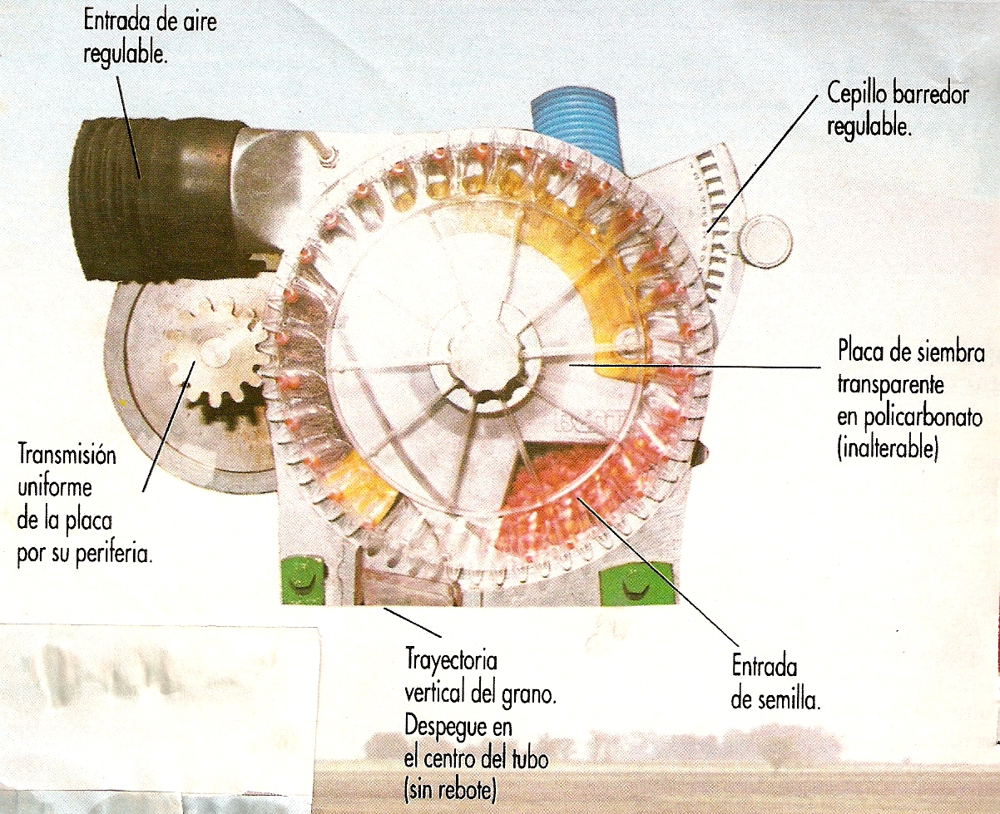 Entrada de aire
regulable.
Cepillo barredor
regulable.
Placa de siembra
transparente
en policarbonato
(inalterable)
Transmisión
uniforme
de la placa
por su periferia.
Trayectoria
vertical del grano.
Despegue en
el centro del tubo
(sin rebote)
Entrada
de semilla.